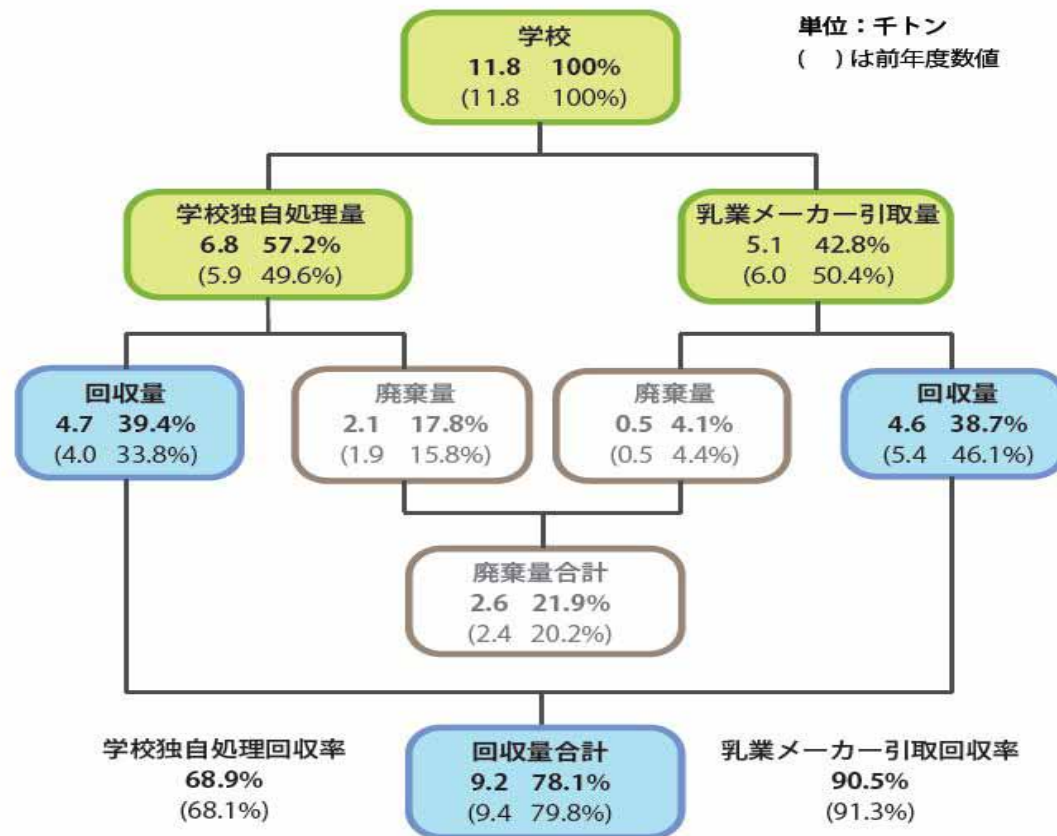 単位：千トン
(　)は前年度数値
学校
11.8 100%
(11.8 100%)
学校独自処理量
6.8 57.2%
(5.9 49.6%)
乳業メーカー引取量
5.1 42.8%
(6.0 50.4%)
回収量
4.7 39.4%
(4.0 33.8%)
廃棄量
2.1 17.8%
(1.9 15.8%)
廃棄量
0.5 4.1%
(0.5 4.4%)
回収量
4.6 38.7%
(5.4 46.1%)
廃棄量合計
2.6 21.9%
(2.4 20.2%)
学校独自処理回収率
68.9%
(68.1%)
回収量合計
9.2 78.1%
(9.4 79.8%)
乳業メーカー引取回収率
90.5%
(91.3%)